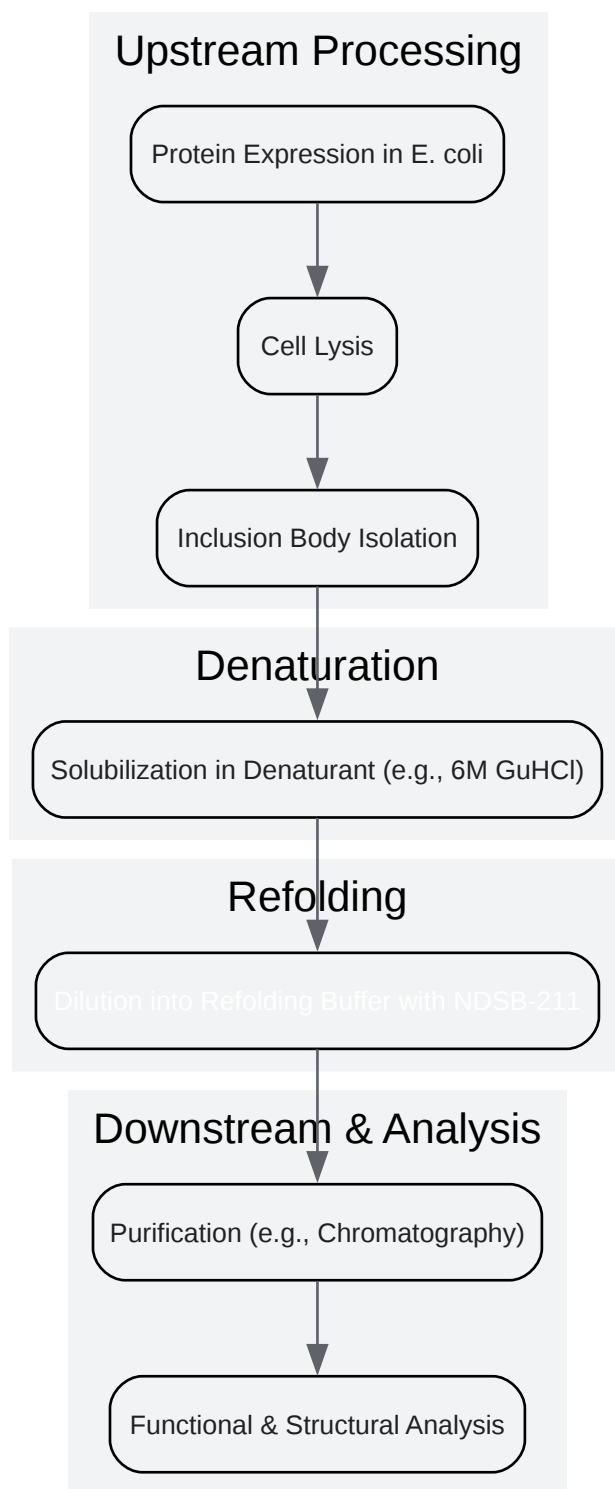 Upstream Processing
Protein Expression in E. coli
Cell Lysis
Inclusion Body Isolation
Denaturation
Solubilization in Denaturant (e.g., 6M GuHCl)
Refolding
Dilution into Refolding Buffer with NDSB-211
Downstream & Analysis
Purification (e.g., Chromatography)
Functional & Structural Analysis